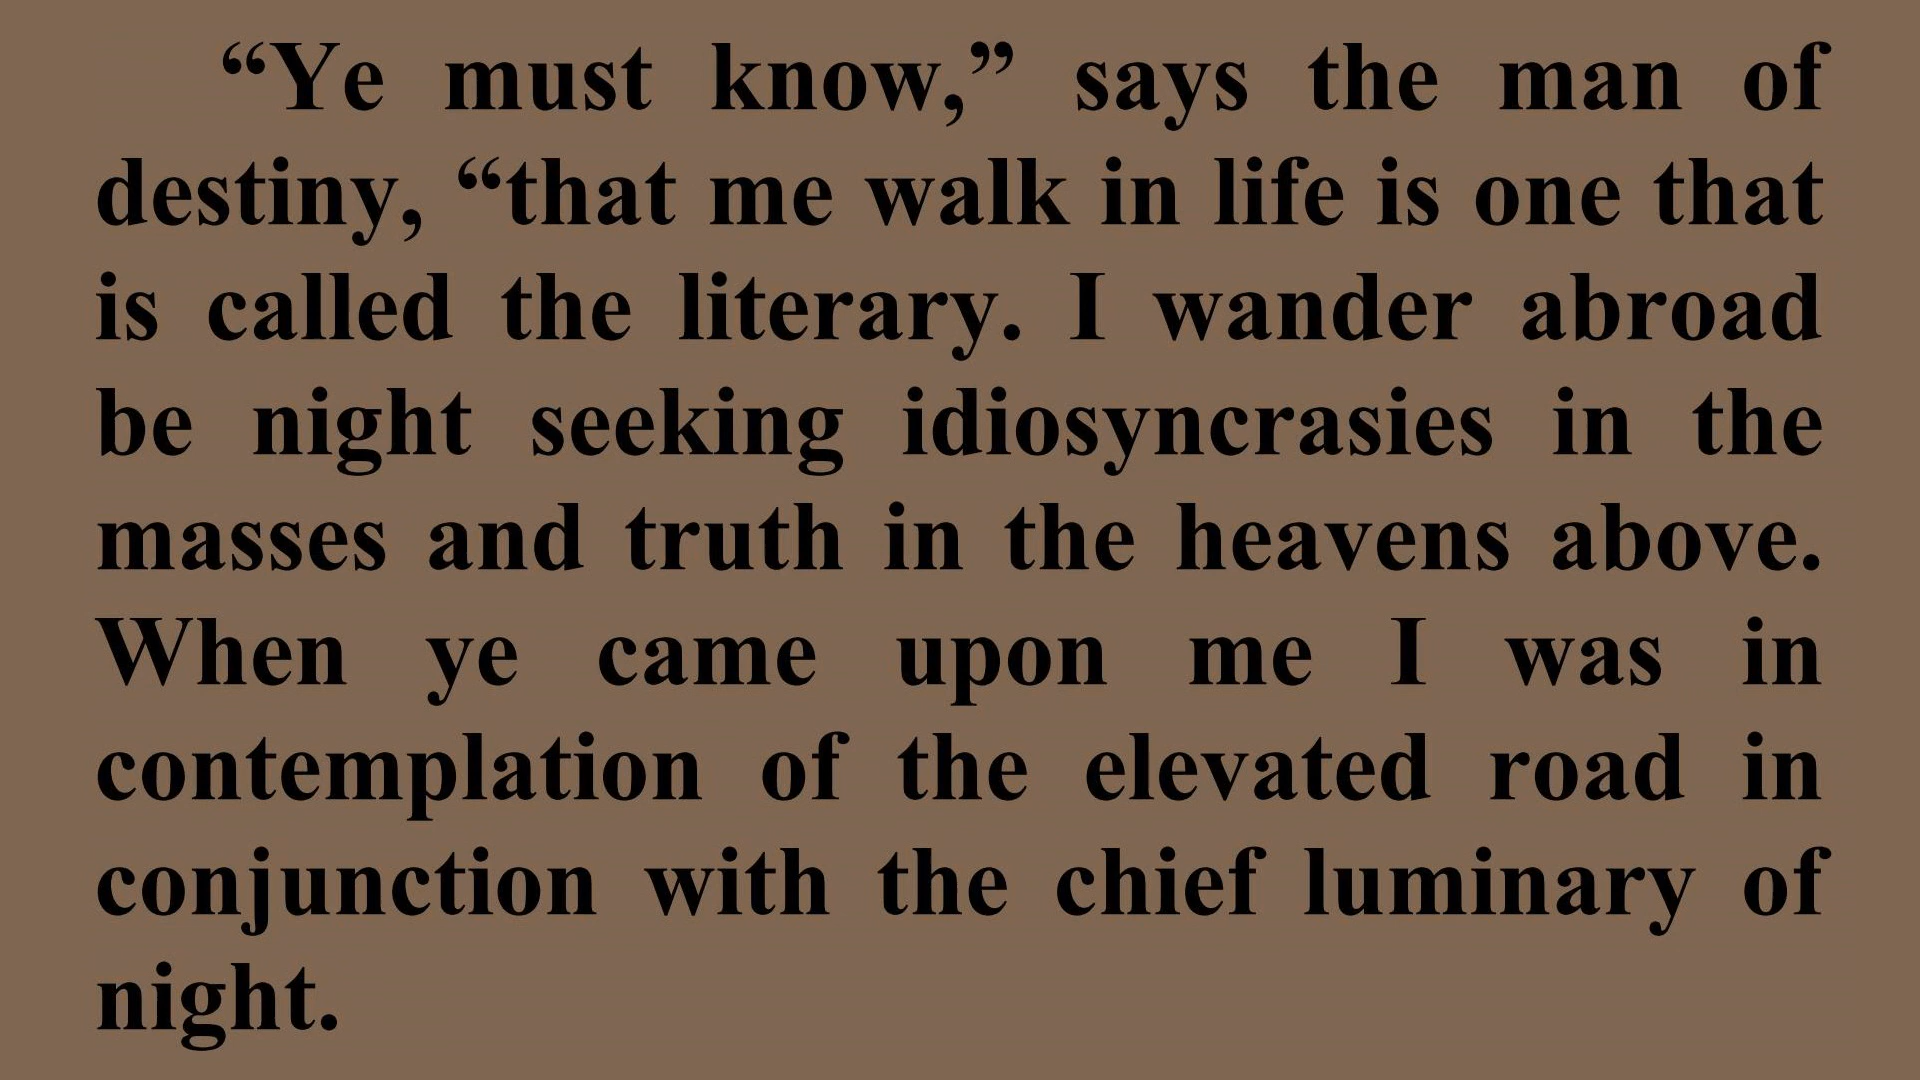 “Ye must know,” says the man of
destiny, “that me walk in life is one that
is called the literary. I wander abroad
be night seeking idiosyncrasies in the
masses and truth in the heavens above.
When ye came upon me I was in
contemplation of the elevated road in
conjunction with the chief luminary of
night.